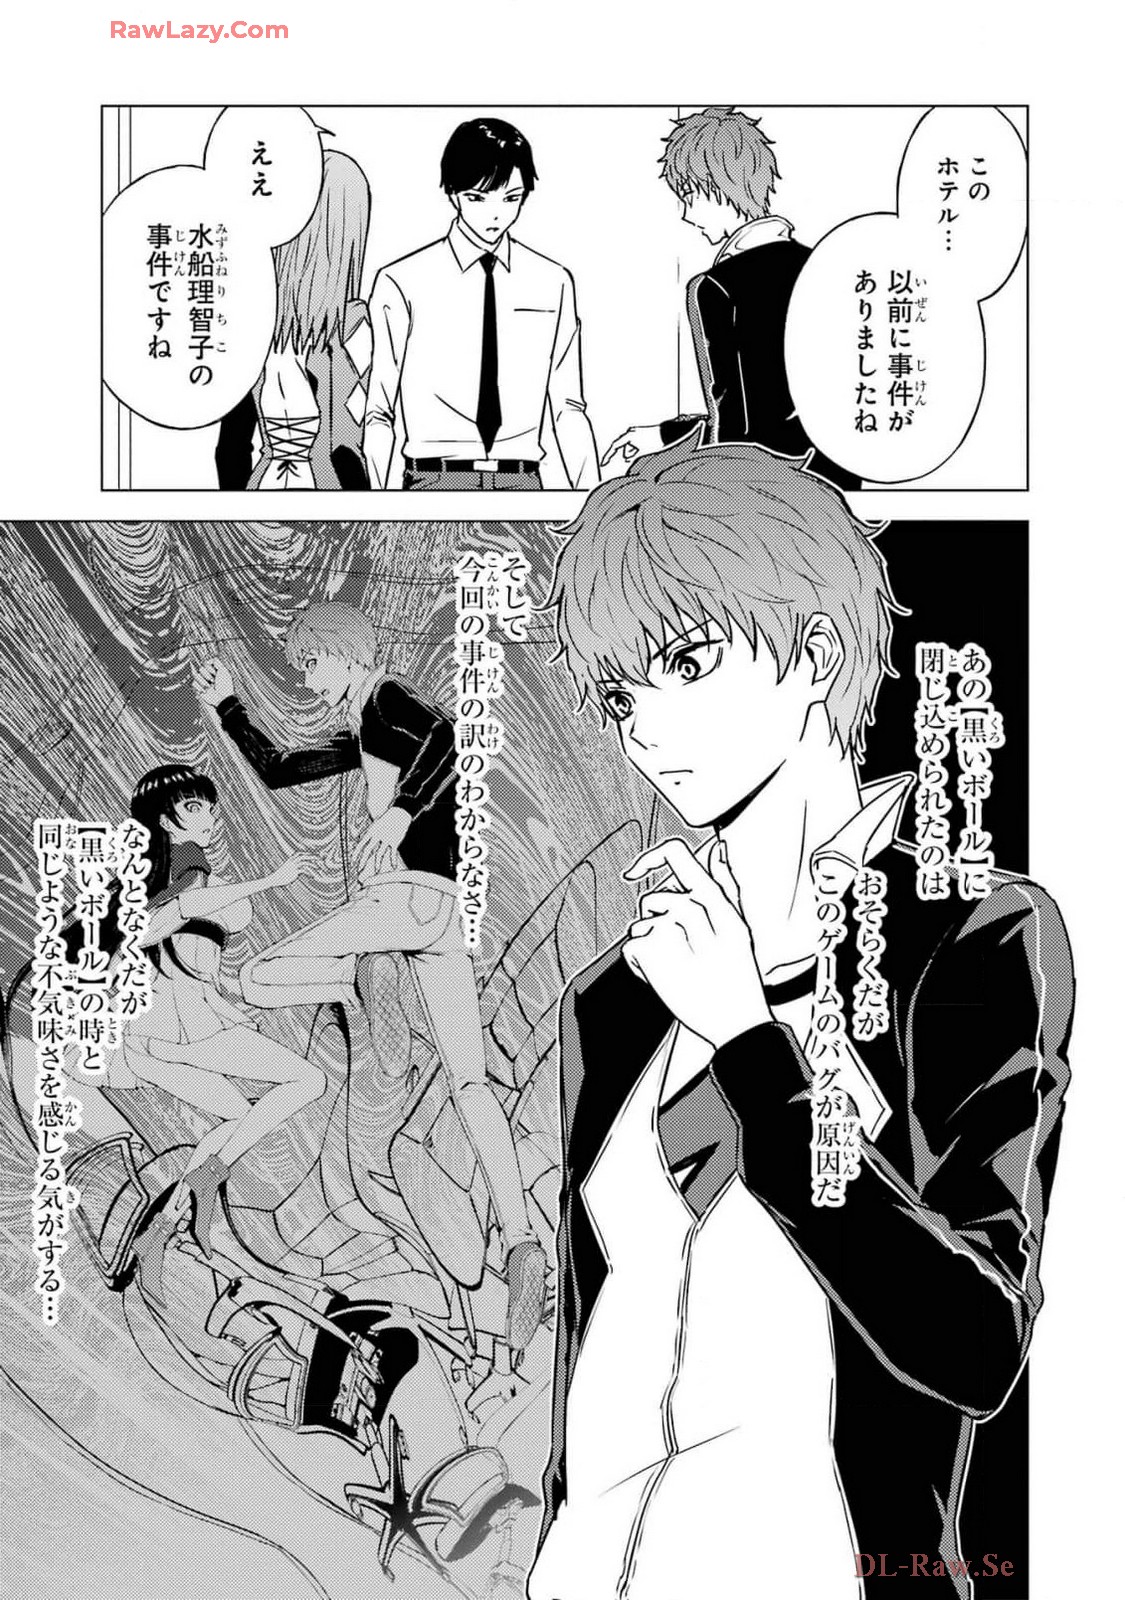 RawLazy.Com
この
ホテル…
以前に事件が
ありましたね
ええ
水船理智子の
事件ですね
あの【黒いボール】に
閉じ込められたのは
おそらくだが
このゲームのバグが原因だ
そして
今回の事件の訳のわからなさ…
なんとなくだが
【黒いボール】の時と
同じような不気味さを感じる気がする…
DL-Raw.Se